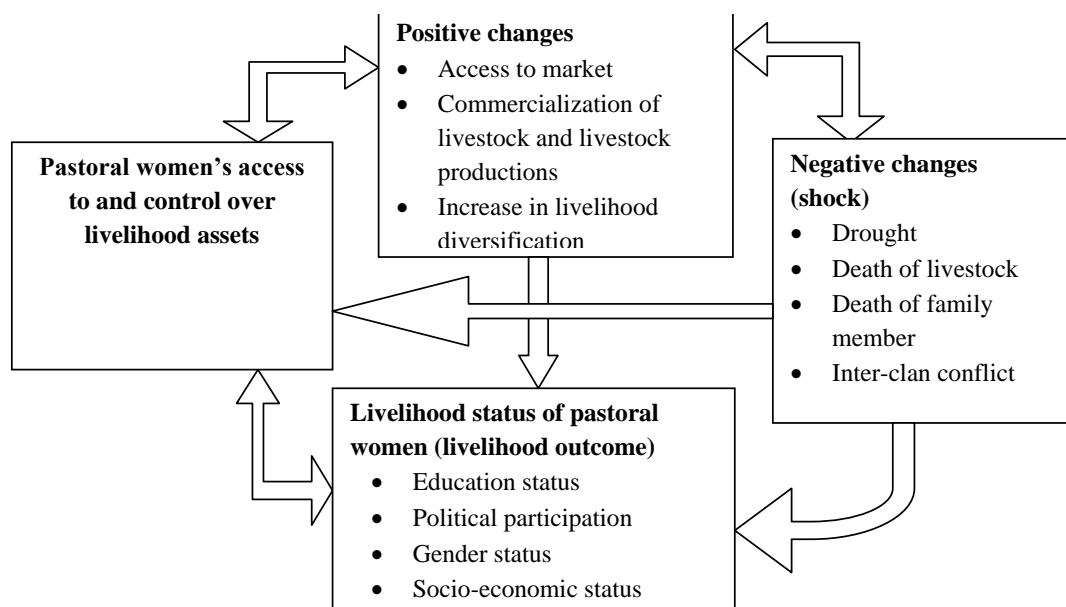 Positive changes
• Access to market
• Commercialization of
livestock and livestock
productions
• Increase in livelihood
diversification
Pastoral women’s access
to and control over
livelihood assets
Negative changes
(shock)
• Drought
• Death of livestock
• Death of family
member
• Inter-clan conflict
Livelihood status of pastoral
women (livelihood outcome)
• Education status
• Political participation
• Gender status
• Socio-economic status